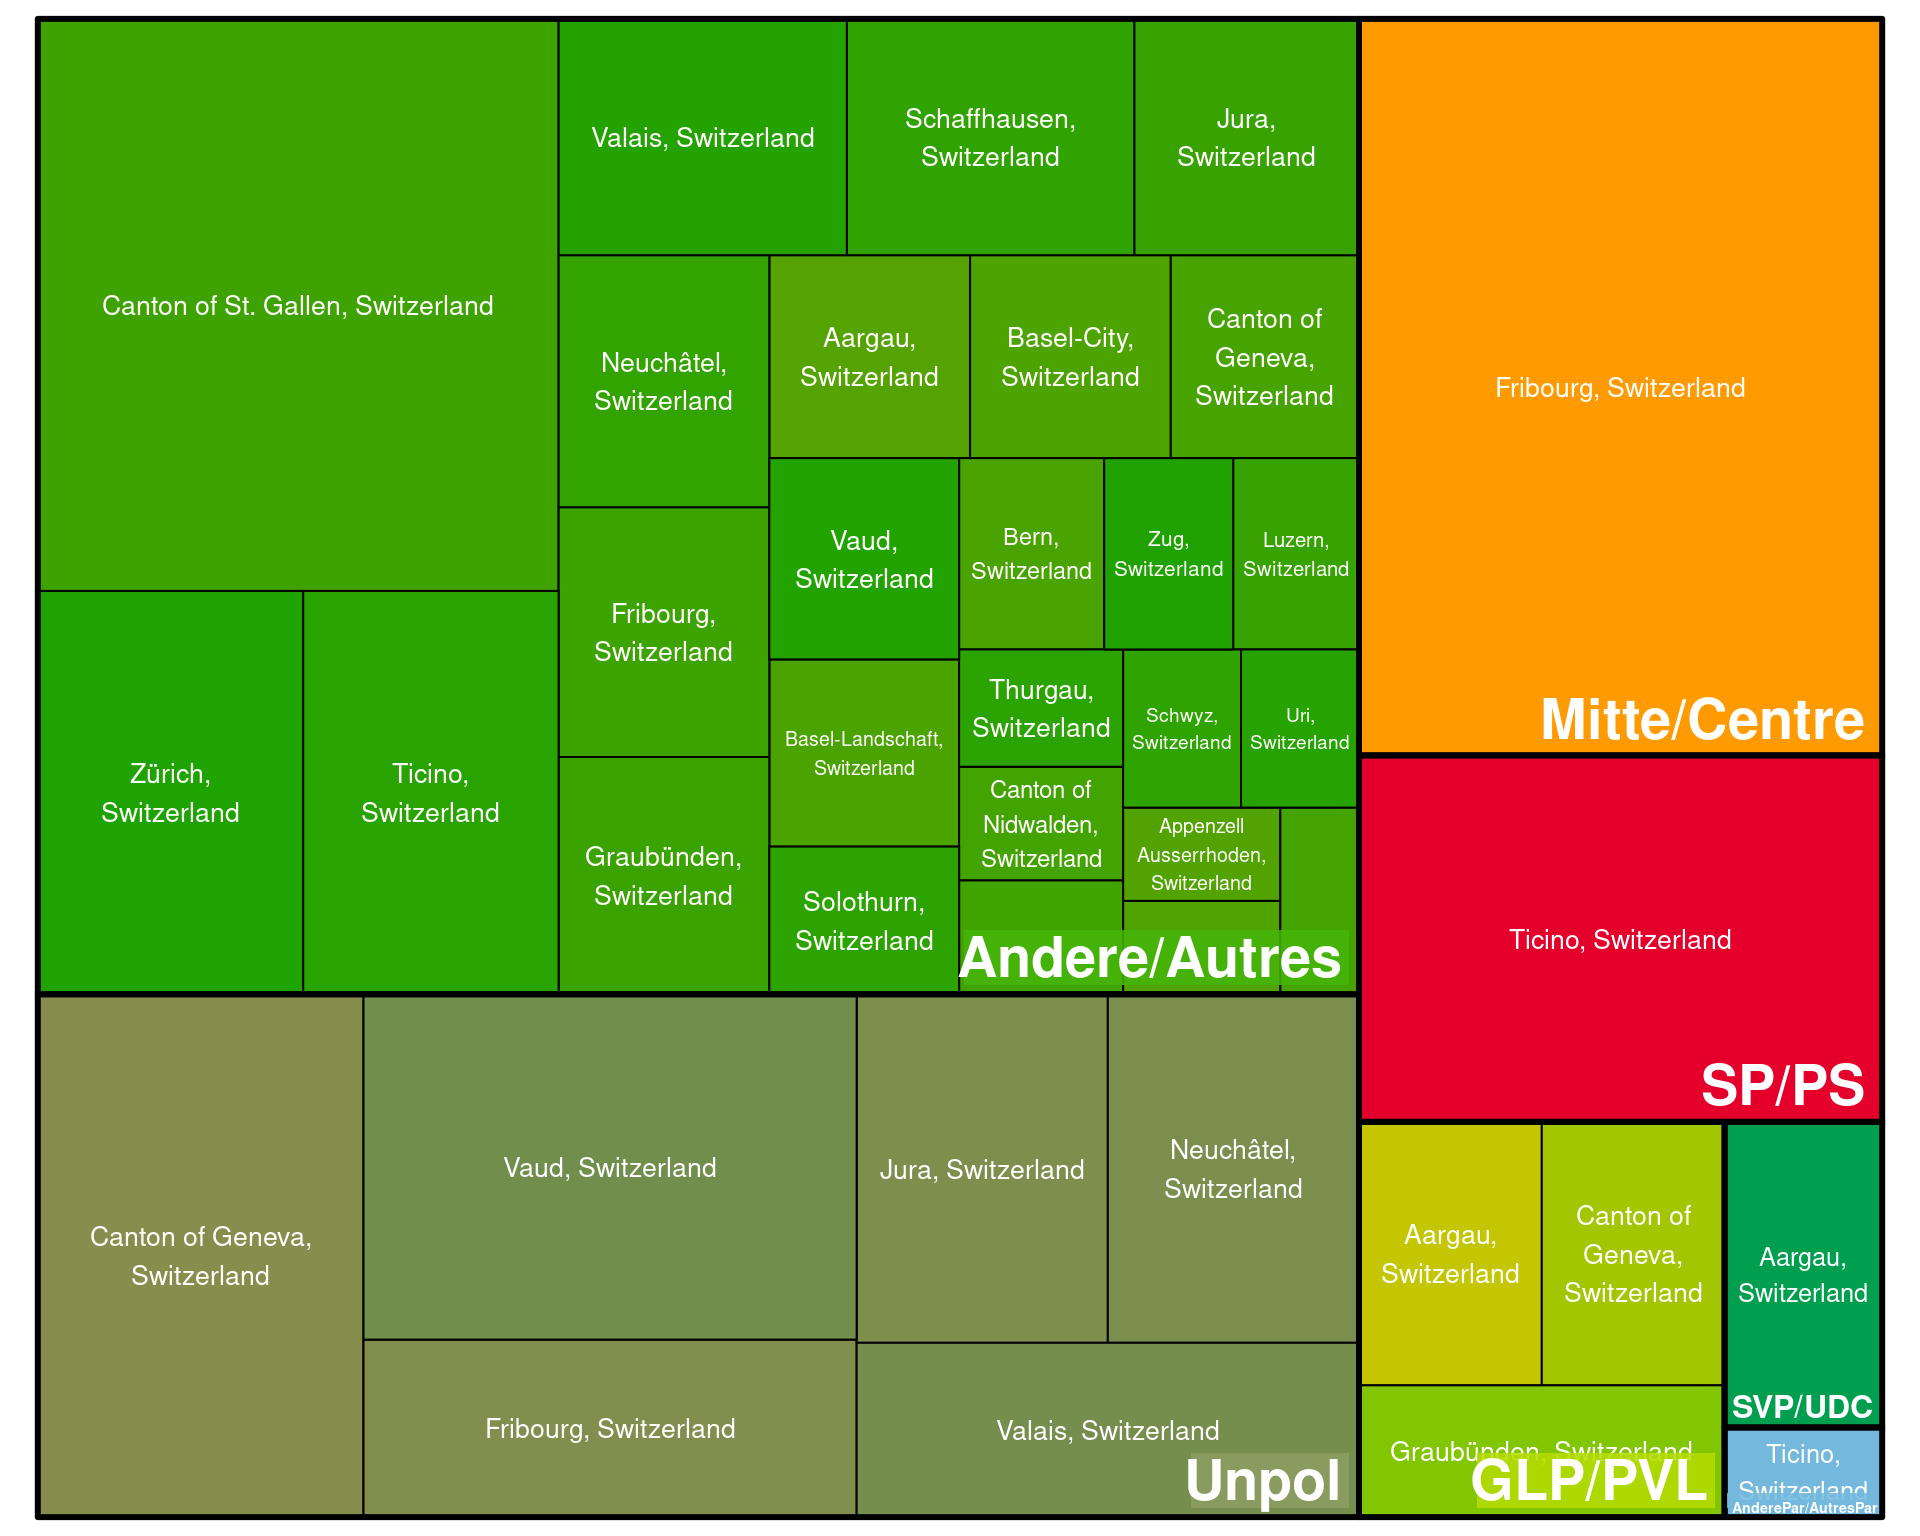 Canton of St. Gallen, Switzerland
Valais, Switzerland
Schaffhausen,
Switzerland
Jura,
Switzerland
Neuchâtel,
Switzerland
Aargau,
Switzerland
Basel-City,
Switzerland
Canton of
Geneva,
Switzerland
Fribourg,
Switzerland
Vaud,
Switzerland
Bern,
Switzerland
Zug,
Switzerland
Luzern,
Switzerland
Zürich,
Switzerland
Ticino,
Switzerland
Graubünden,
Switzerland
Basel-Landschaft,
Switzerland
Solothurn,
Switzerland
Thurgau,
Switzerland
Schwyz,
Switzerland
Uri,
Switzerland
Canton of
Nidwalden,
Switzerland
Appenzell
Ausserrhoden,
Switzerland
Andere/Autres
Canton of Geneva,
Switzerland
Vaud, Switzerland
Jura, Switzerland
Neuchâtel,
Switzerland
Fribourg, Switzerland
Valais, Switzerland
Unpol
Fribourg, Switzerland
Mitte/Centre
Ticino, Switzerland
SP/PS
Aargau,
Switzerland
Canton of
Geneva,
Switzerland
Graubünden, Switzerland
GLP/PVL
Aargau,
Switzerland
SVP/UDC
Ticino,
Switzerland
AnderePar/AutresPar